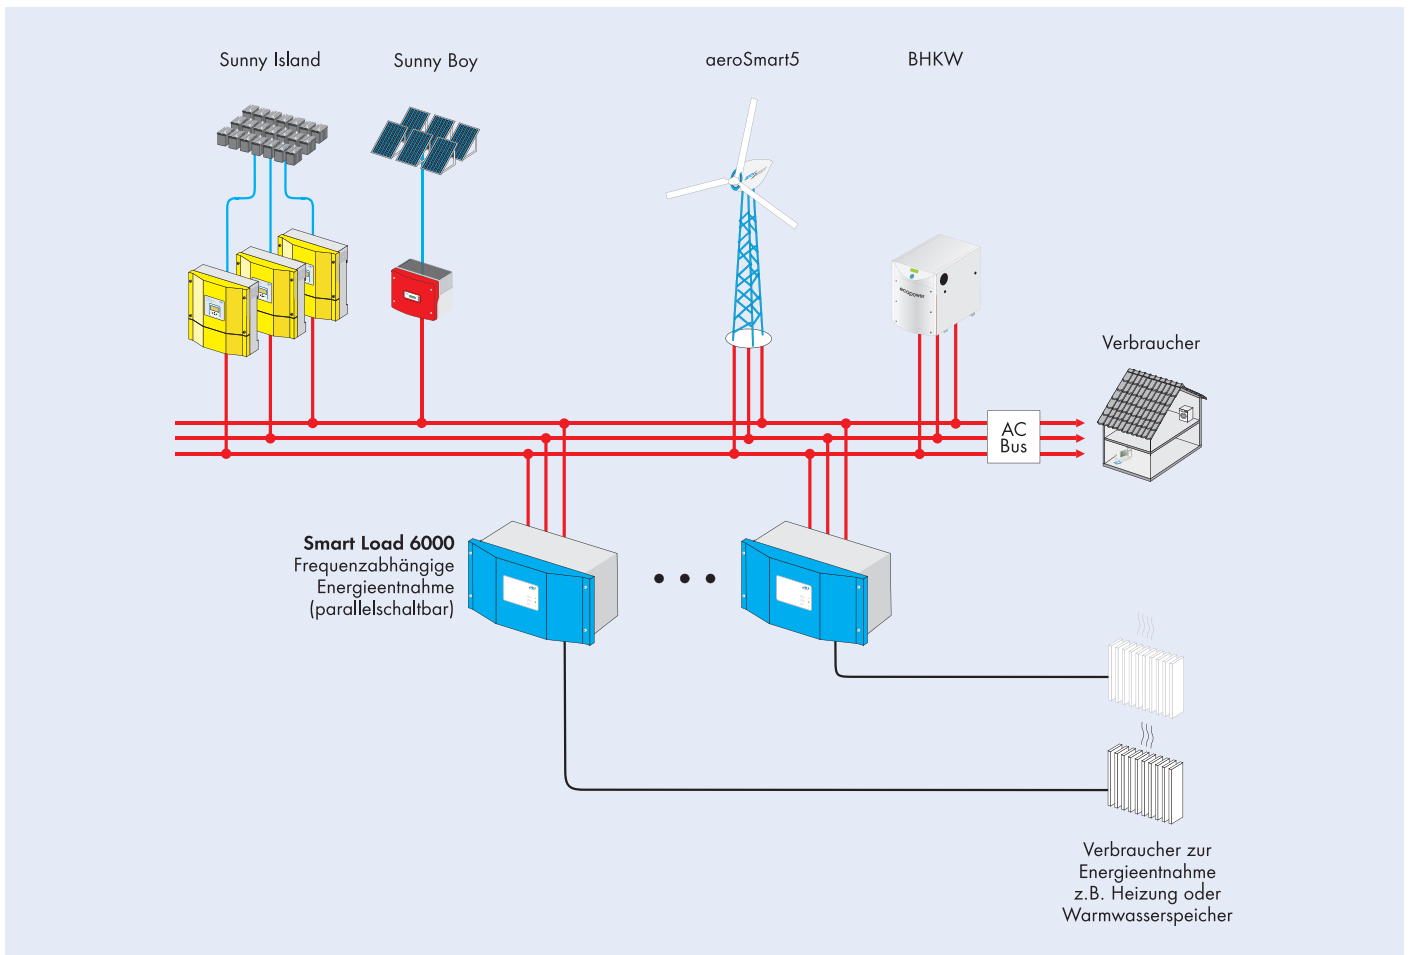 Sunny Island
Sunny Boy
aeroSmart5
BHKW
ecopower
Verbraucher
AC
Bus
Smart Load 6000
Frequenzabhängige
Energieentnahme
(parallelschaltbar)
Verbraucher zur
Energieentnahme
z.B. Heizung oder
Warmwasserspeicher